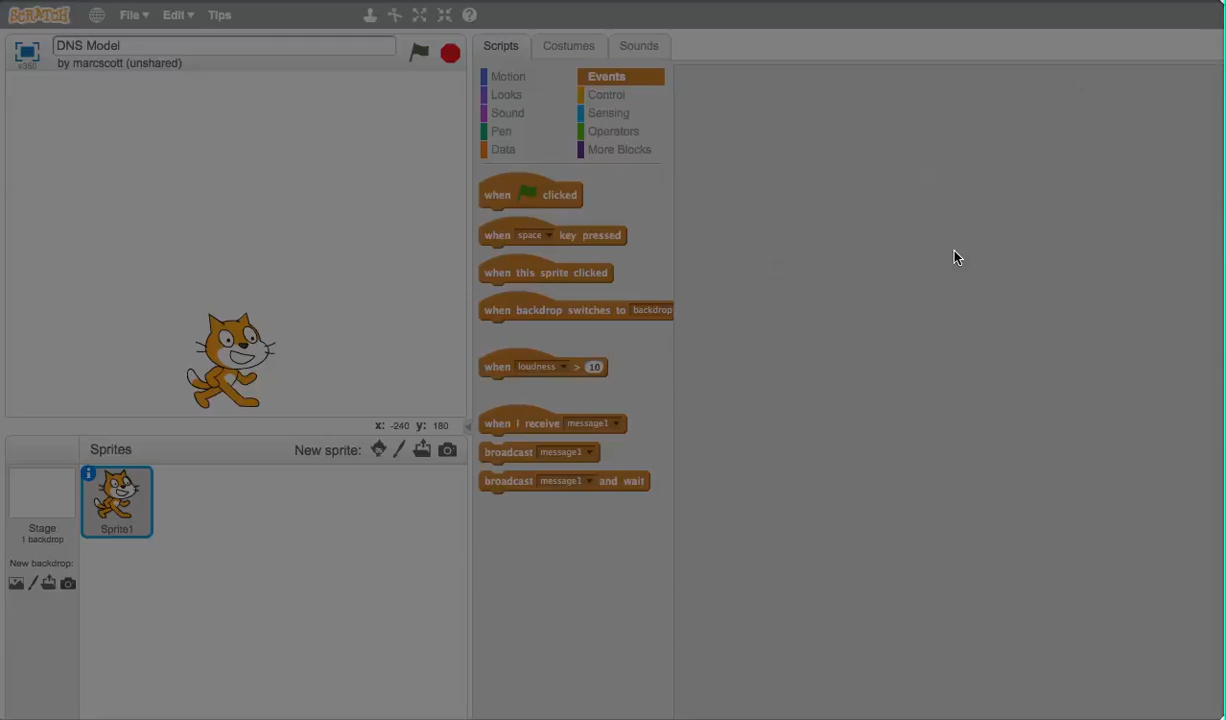 SCRATCH
File Edit Tips
DNS Model
by marcscott (unshared)
Scripts Costumes Sounds
Motion Events
Looks Control
Sound Sensing
Pen Operators
Data More Blocks
when clicked
when space key pressed
when this sprite clicked
when backdrop switches to backdrop
when loudness > 10
when I receive message1
broadcast message1
broadcast message1 and wait
x: -240 y: 180
Sprites New sprite:
Sprite1
Stage
1 backdrop
New backdrop: